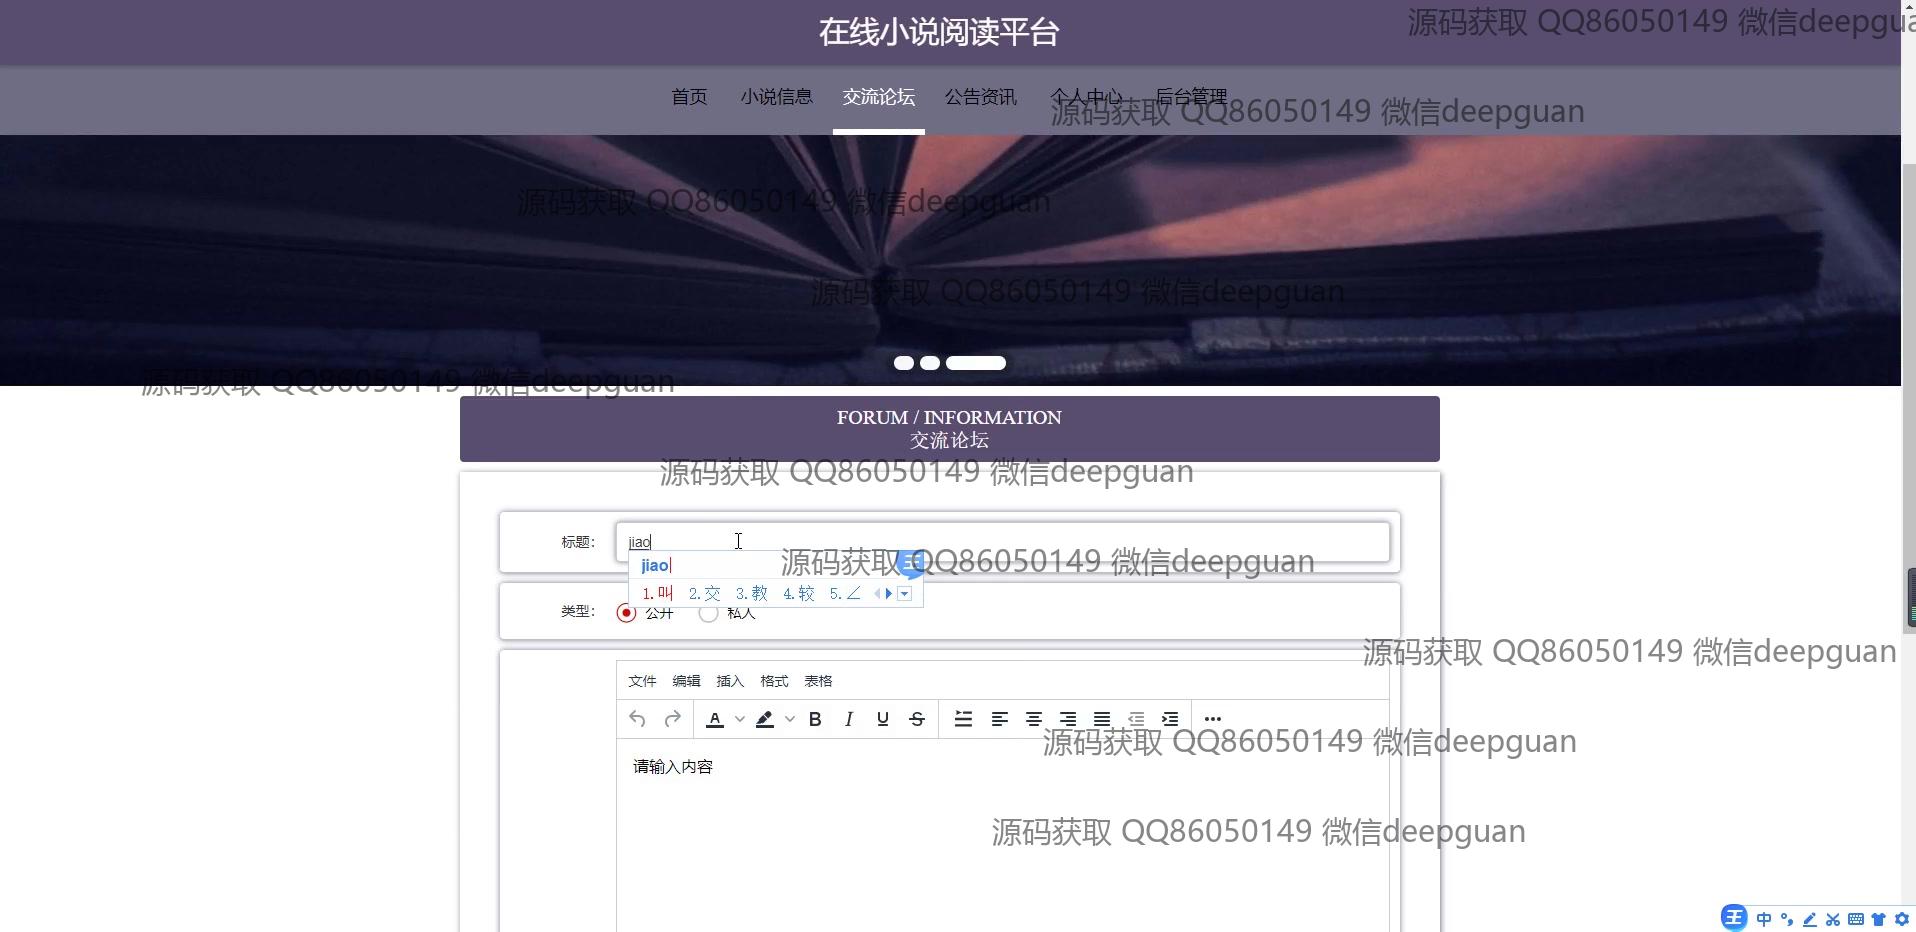 在线小说阅读平台
源码获取 QQ86050149 微信deepgua
首页 小说信息 交流论坛 公告资讯 个人中心 后台管理
源码获取 QQ86050149 微信deepguan
源码获取 QQ86050149 微信deepguan
源码获取 QQ86050149 微信deepguan
源码获取 QQ86050149 微信deepguan
FORUM / INFORMATION
交流论坛
源码获取 QQ86050149 微信deepguan
标题: jiao
jiao
源码获取 QQ86050149 微信deepguan
1.叫 2.交 3.教 4.较 5.∠
类型: 公开 私人
源码获取 QQ86050149 微信deepguan
文件 编辑 插入 格式 表格
A B I U S
源码获取 QQ86050149 微信deepguan
请输入内容
源码获取 QQ86050149 微信deepguan
王 中